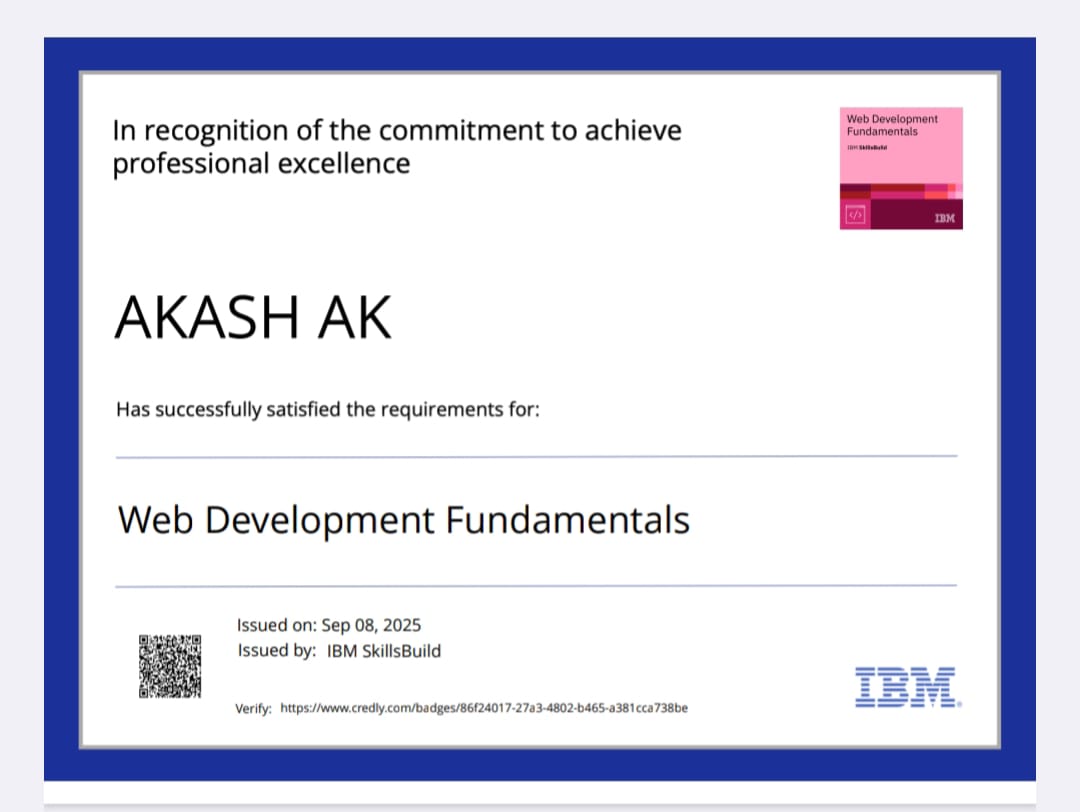 In recognition of the commitment to achieve
professional excellence
Web Development
Fundamentals
IBM SkillsBuild
</>
IBM
AKASH AK
Has successfully satisfied the requirements for:
Web Development Fundamentals
Issued on: Sep 08, 2025
Issued by: IBM SkillsBuild
Verify: https://www.credly.com/badges/86f24017-27a3-4802-b465-a381cca738be
IBM®